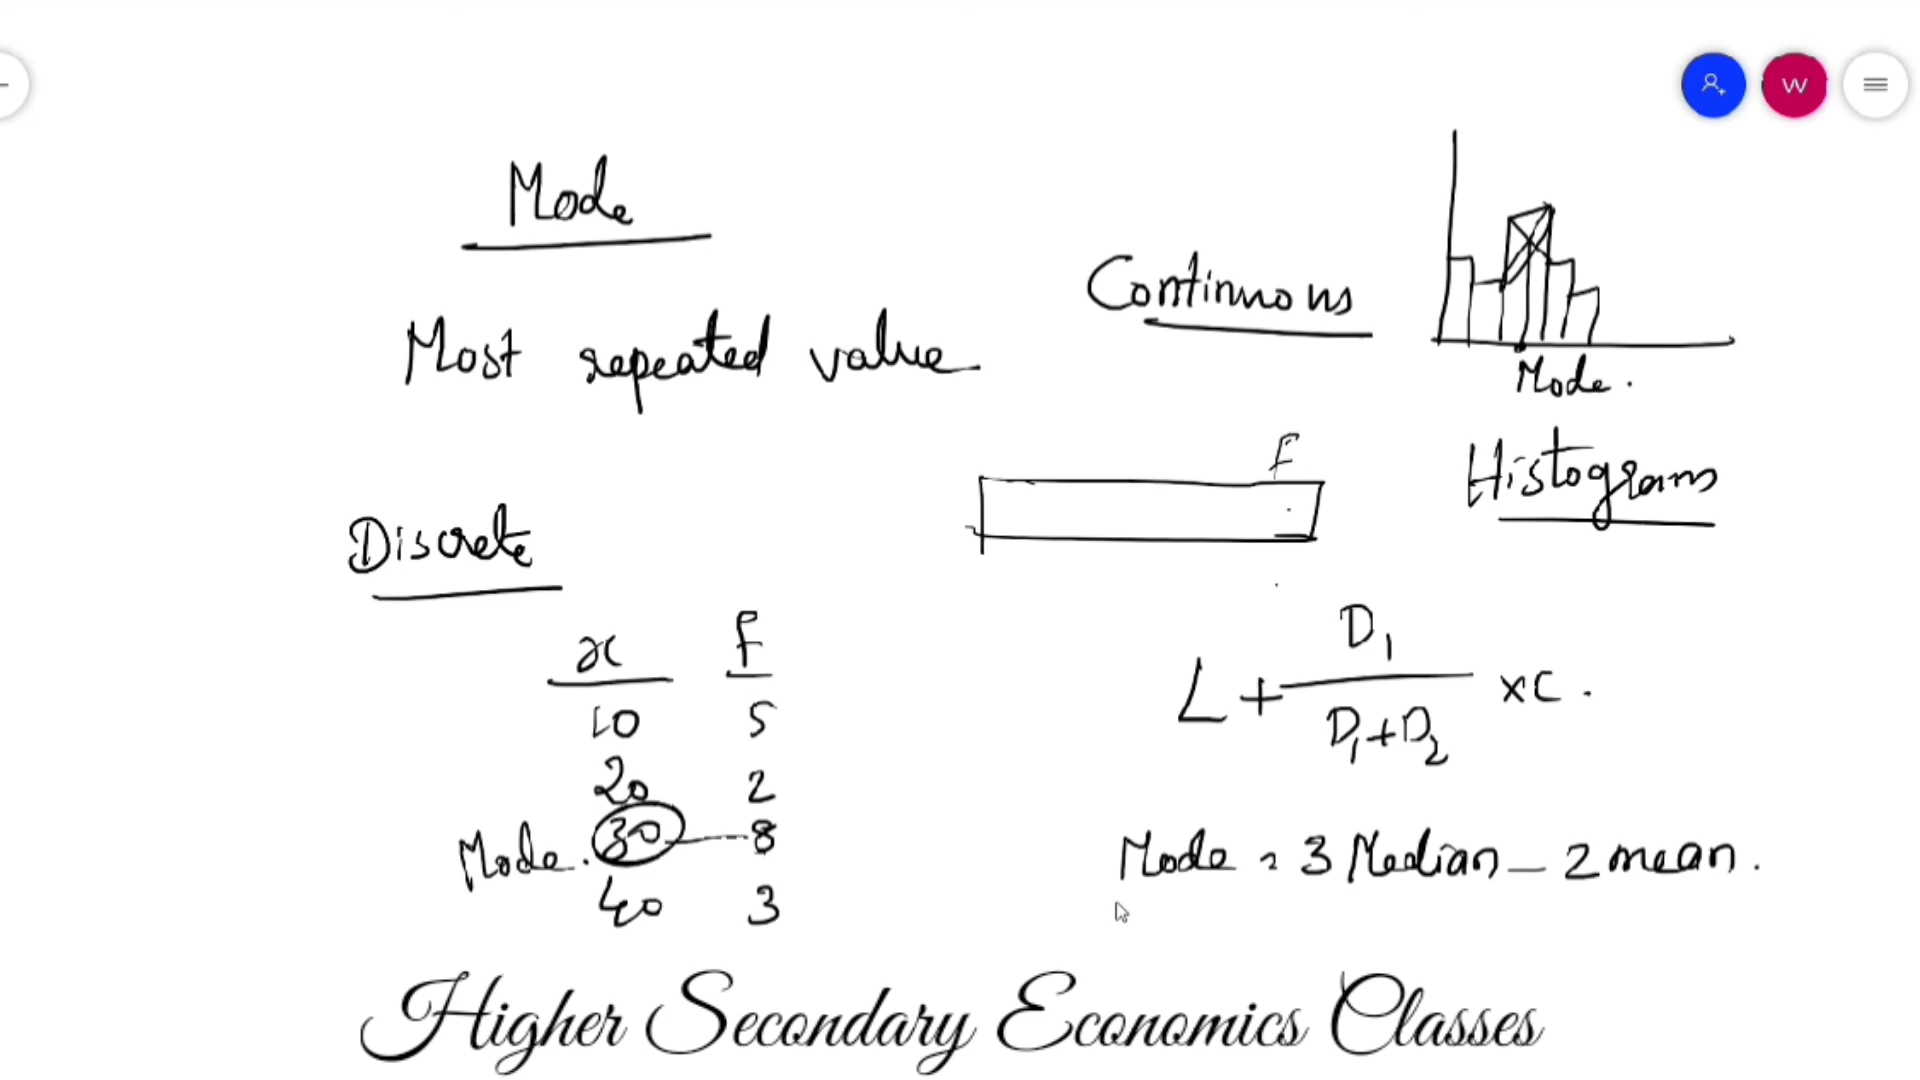 W
Mode
Most repeated value
Continuous
Mode.
Histograms
f
Discrete
x f
10 5
20 2
Mode. 30 8
40 3
L + D₁ / D₁+D₂ xc.
Mode = 3 Median - 2 mean.
Higher Secondary Economics Classes